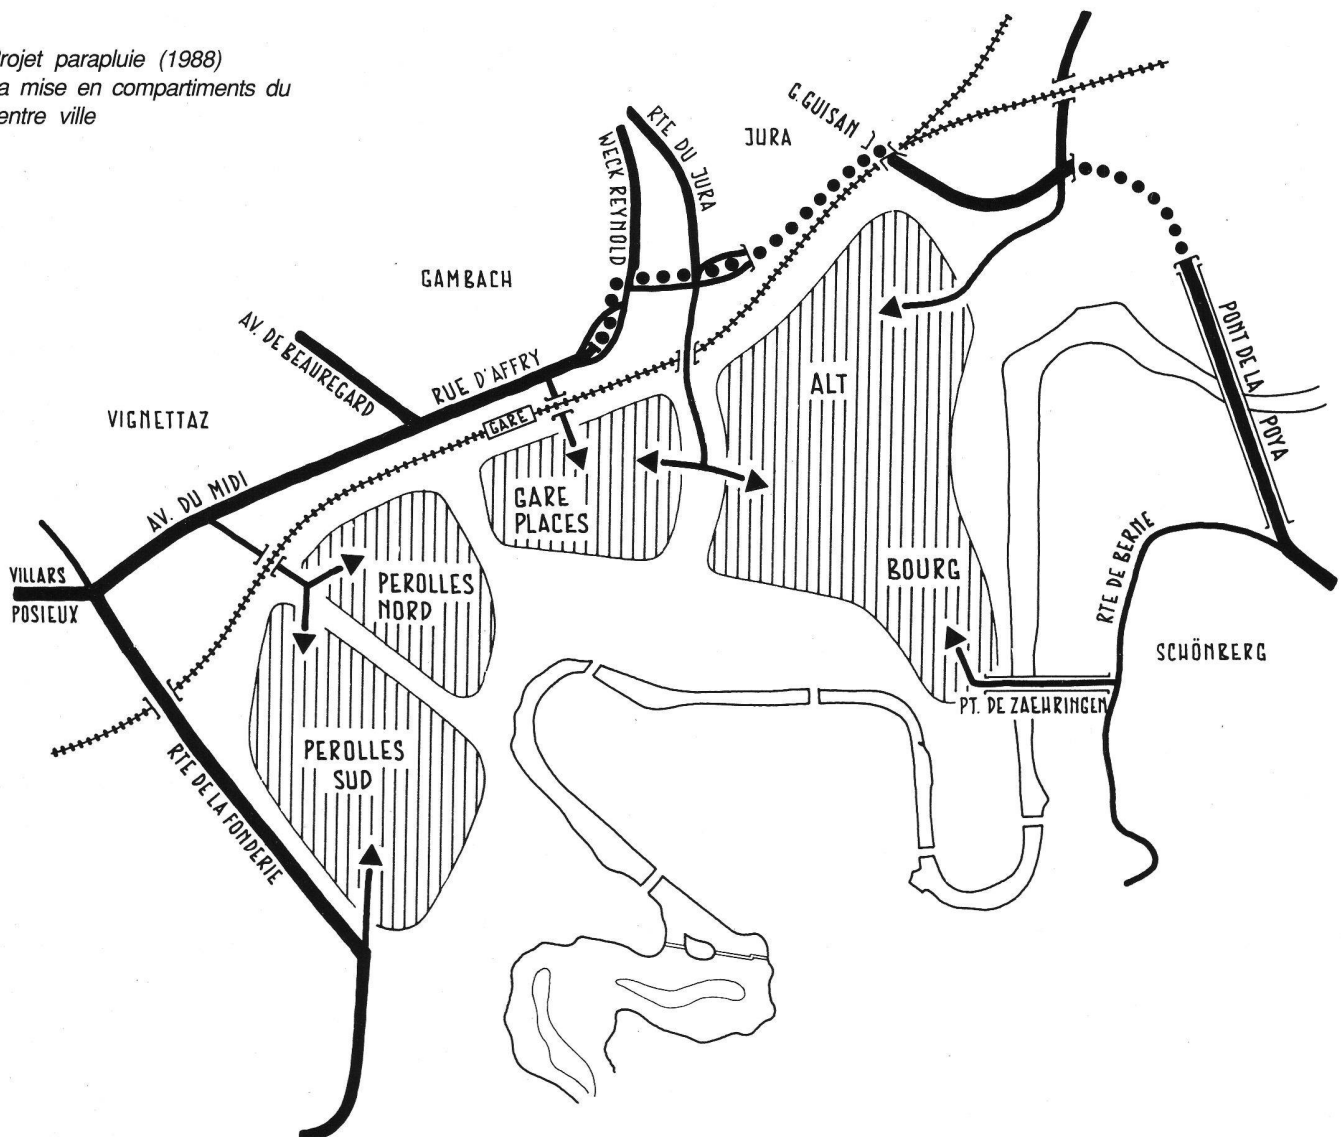 rojet parapluie (1988)
a mise en compartiments du
entre ville
G. GUISAN
JURA
RTE DU JURA
WECK REYNOLD
GAMBACH
AV. DE BEAUREGARD
RUE D'AFFRY
VIGNETTAZ
GARE
ALT
PONT DE LA POYA
AV. DU MIDI
GARE
PLACES
VILLARS
POSIEUX
PEROLLES
NORD
BOURG
RTE DE BERNE
SCHÖNBERG
PT. DE ZAEHRINGEN
PEROLLES
SUD
RTE DE LA FONDERIE